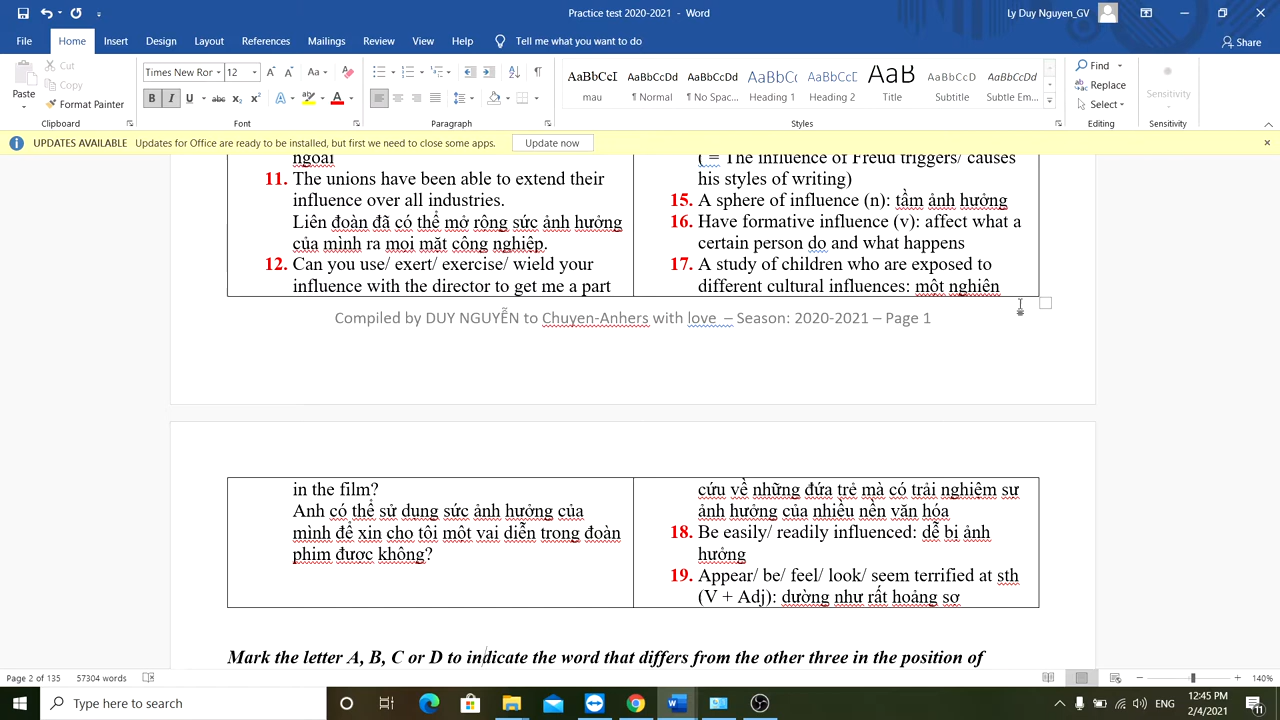 Practice test 2020-2021 - Word
Ly Duy Nguyen_GV
File Home Insert Design Layout References Mailings Review View Help Tell me what you want to do Share
Paste Cut Copy Format Painter
Times New Ror 12 Aa
B I U abc X₂ X² A A
AaBbCcI AaBbCcDd AaBbCcDd AaBbCc AaBbCcI AaB AaBbCcD AaBbCcDd
mau ¶ Normal ¶ No Spac... Heading 1 Heading 2 Title Subtitle Subtle Em...
Find Replace Select Sensitivity
Clipboard Font Paragraph Styles Editing Sensitivity
UPDATES AVAILABLE Updates for Office are ready to be installed, but first we need to close some apps. Update now
ngoài
11. The unions have been able to extend their
influence over all industries.
Liên đoàn đã có thể mở rộng sức ảnh hưởng
của mình ra mọi mặt công nghiệp.
12. Can you use/ exert/ exercise/ wield your
influence with the director to get me a part
( = The influence of Freud triggers/ causes
his styles of writing)
15. A sphere of influence (n): tầm ảnh hưởng
16. Have formative influence (v): affect what a
certain person do and what happens
17. A study of children who are exposed to
different cultural influences: một nghiên
Compiled by DUY NGUYỄN to Chuyen-Anhers with love – Season: 2020-2021 – Page 1
in the film?
Anh có thể sử dụng sức ảnh hưởng của
mình để xin cho tôi một vai diễn trong đoàn
phim được không?
cứu về những đứa trẻ mà có trải nghiệm sự
ảnh hưởng của nhiều nền văn hóa
18. Be easily/ readily influenced: dễ bị ảnh
hưởng
19. Appear/ be/ feel/ look/ seem terrified at sth
(V + Adj): dường như rất hoảng sợ
Mark the letter A, B, C or D to indicate the word that differs from the other three in the position of
Page 2 of 135 57304 words 140%
Type here to search
ENG 12:45 PM
2/4/2021
11